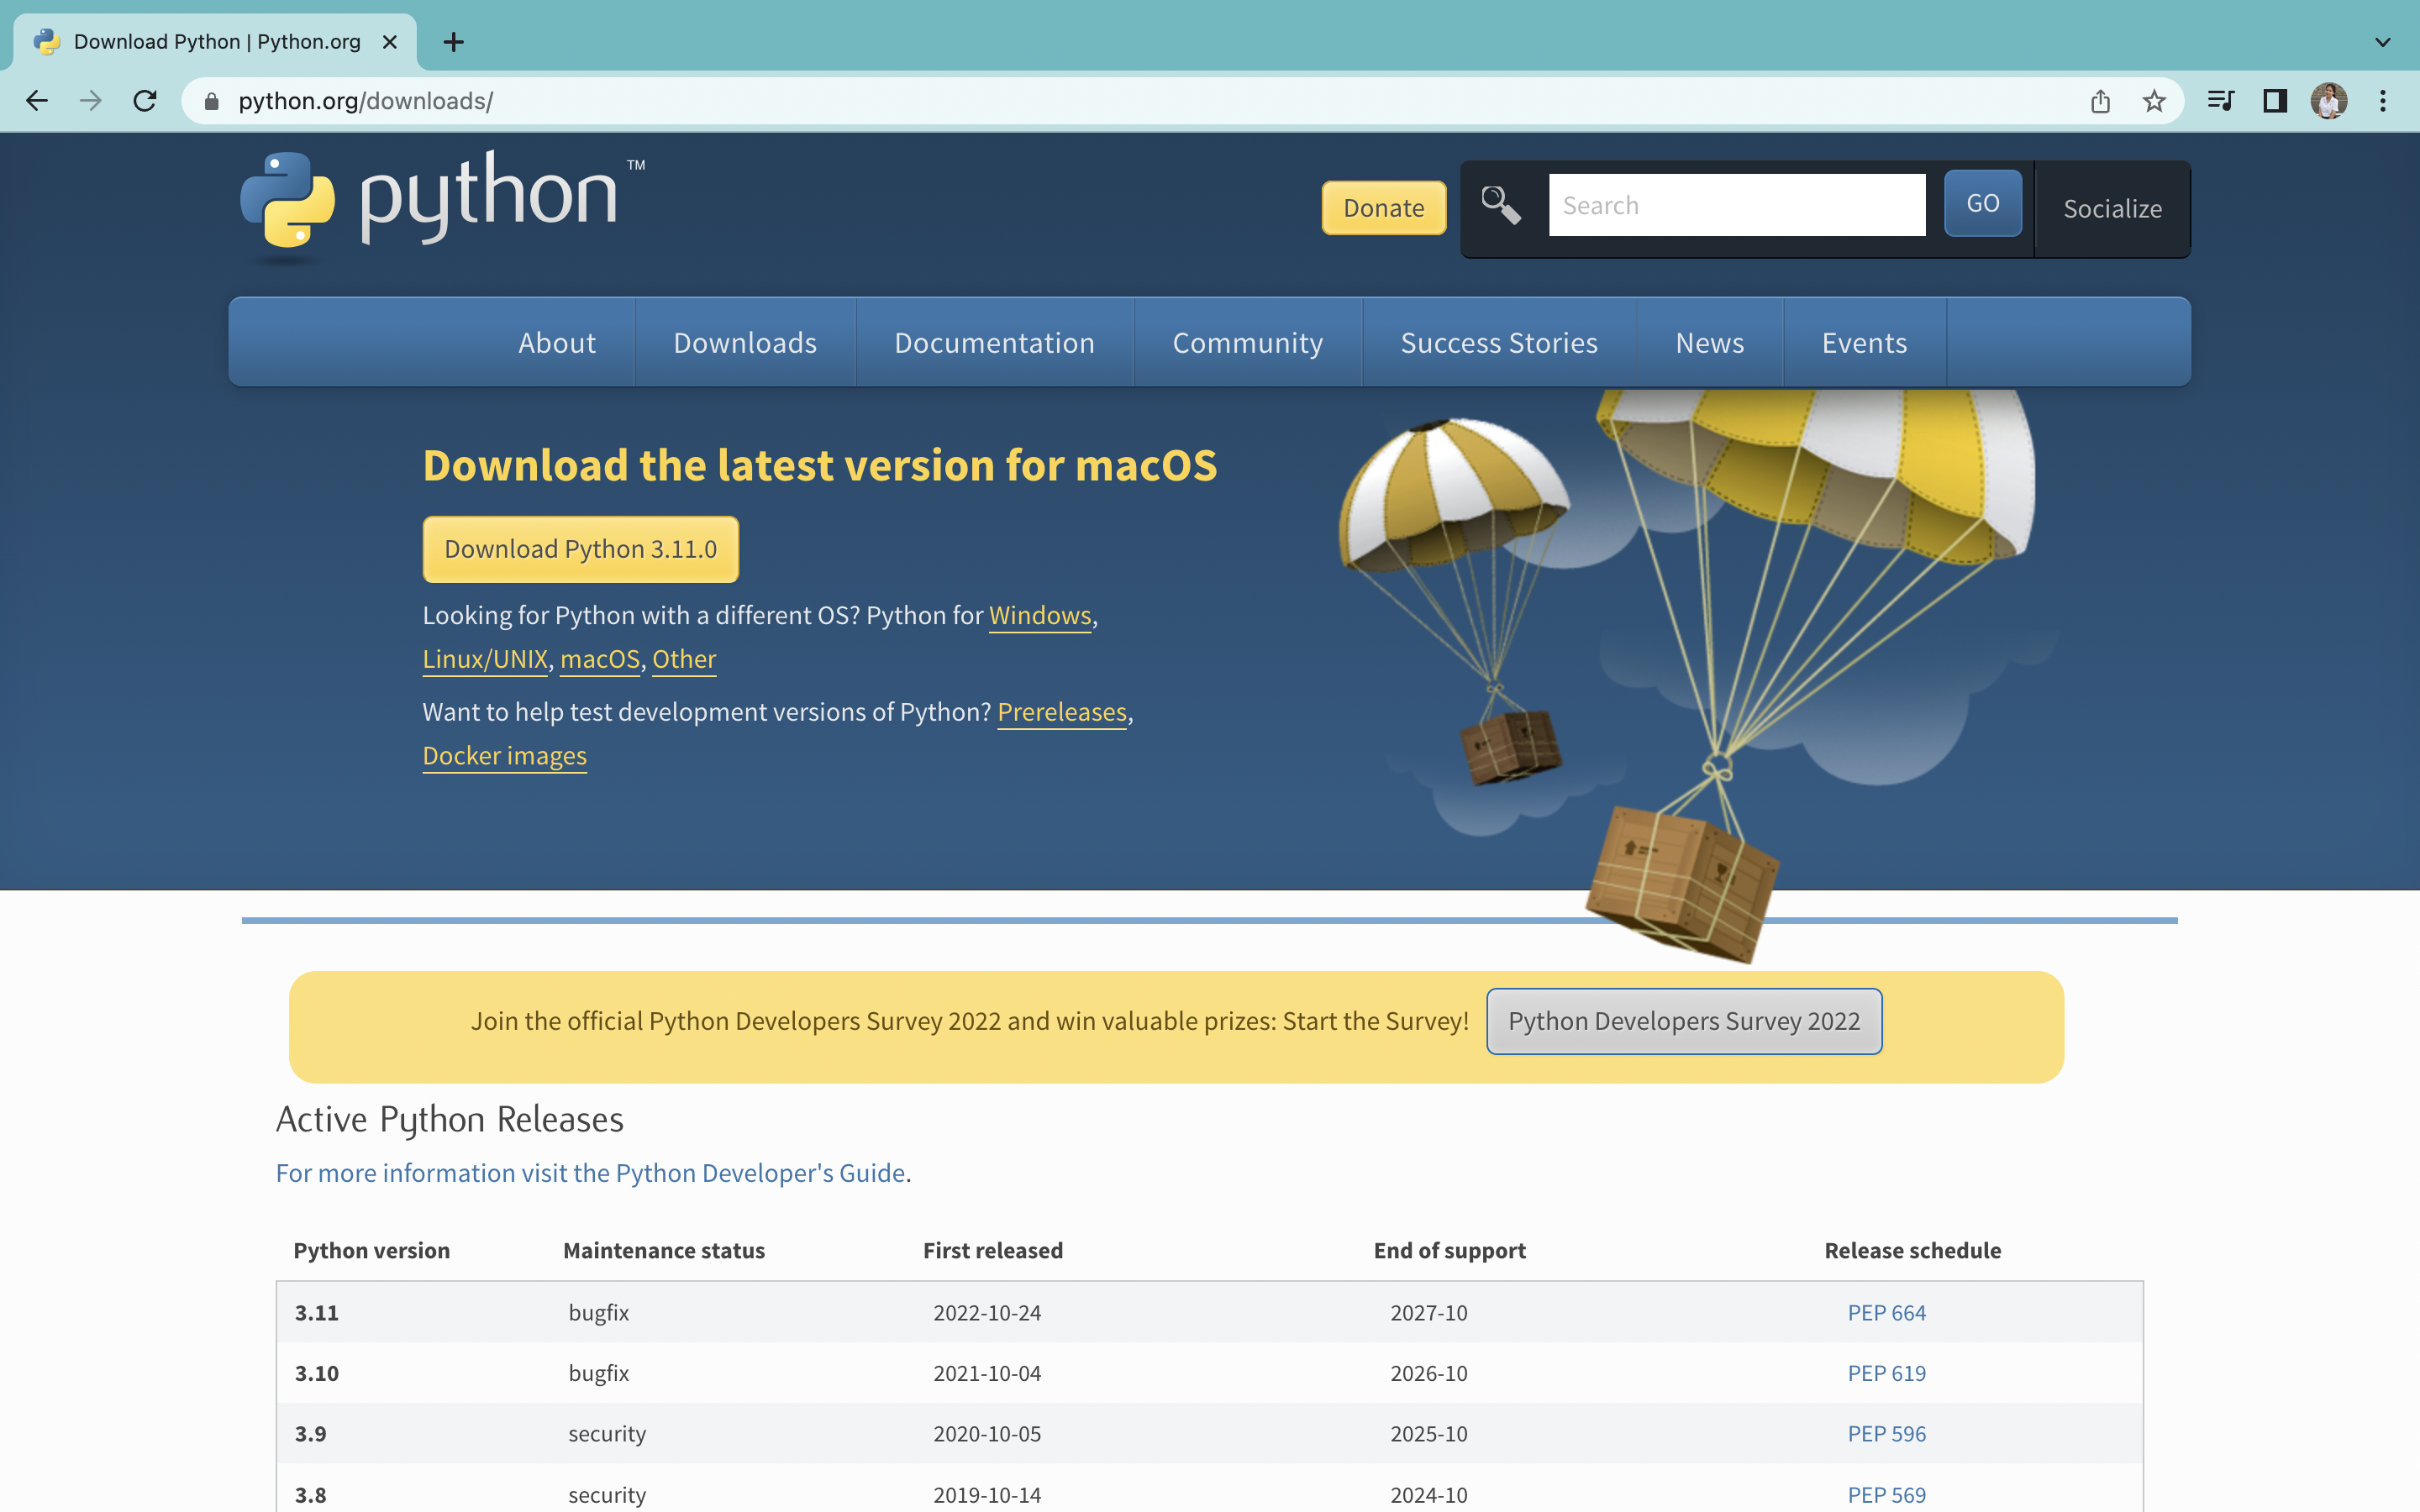 Download Python | Python.org
python.org/downloads/
python™
Donate
Search
GO
Socialize
About
Downloads
Documentation
Community
Success Stories
News
Events
Download the latest version for macOS
Download Python 3.11.0
Looking for Python with a different OS? Python for Windows,
Linux/UNIX, macOS, Other
Want to help test development versions of Python? Prereleases,
Docker images
Join the official Python Developers Survey 2022 and win valuable prizes: Start the Survey! Python Developers Survey 2022
Active Python Releases
For more information visit the Python Developer's Guide.
Python version Maintenance status First released End of support Release schedule
3.11 bugfix 2022-10-24 2027-10 PEP 664
3.10 bugfix 2021-10-04 2026-10 PEP 619
3.9 security 2020-10-05 2025-10 PEP 596
3.8 security 2019-10-14 2024-10 PEP 569